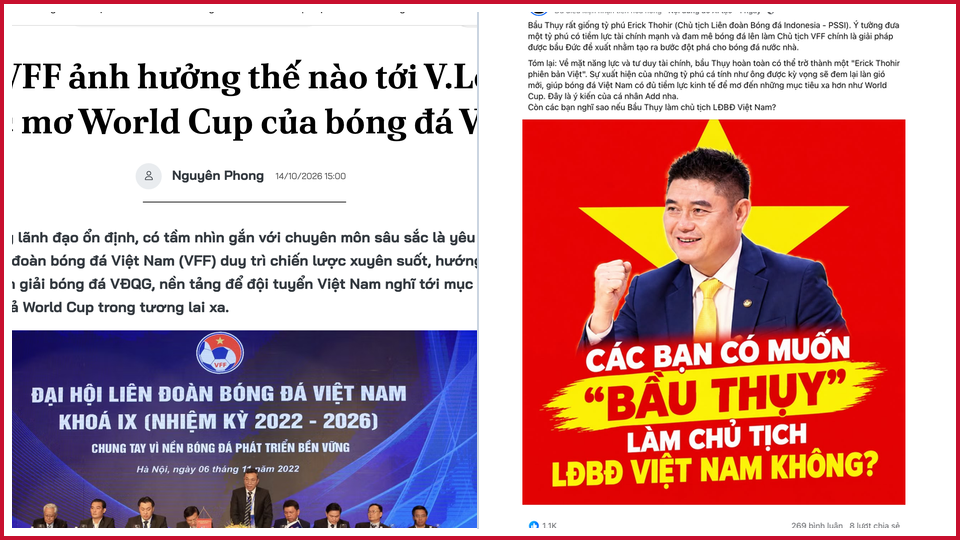 VFF ảnh hưởng thế nào tới V.Le
mơ World Cup của bóng đá V
Nguyên Phong
14/10/2026 15:00
lãnh đạo ổn định, có tầm nhìn gắn với chuyên môn sâu sắc là yêu
đoàn bóng đá Việt Nam (VFF) duy trì chiến lược xuyên suốt, hướng
giải bóng đá VĐQG, nền tảng để đội tuyển Việt Nam nghĩ tới mục
World Cup trong tương lai xa.
VFF
ĐẠI HỘI LIÊN ĐOÀN BÓNG ĐÁ VIỆT NAM
KHOÁ IX (NHIỆM KỲ 2022 - 2026)
CHUNG TAY VÌ NỀN BÓNG ĐÁ PHÁT TRIỂN BỀN VỮNG
Hà Nội, ngày 06 tháng 11 năm 2022
Bầu Thụy rất giống tỷ phú Erick Thohir (Chủ tịch Liên đoàn Bóng đá Indonesia - PSSI). Ý tưởng đưa
một tỷ phú có tiềm lực tài chính mạnh và đam mê bóng đá lên làm Chủ tịch VFF chính là giải pháp
được bầu Đức đề xuất nhằm tạo ra bước đột phá cho bóng đá nước nhà.
Tóm lại: Về mặt năng lực và tư duy tài chính, bầu Thụy hoàn toàn có thể trở thành một "Erick Thohir
phiên bản Việt". Sự xuất hiện của những tỷ phú cá tính như ông được kỳ vọng sẽ đem lại làn gió
mới, giúp bóng đá Việt Nam có đủ tiềm lực kinh tế để mơ đến những mục tiêu xa hơn như World
Cup. Đây là ý kiến của cá nhân Add nha.
Còn các bạn nghĩ sao nếu Bầu Thụy làm chủ tịch LĐBĐ Việt Nam?
CÁC BẠN CÓ MUỐN
“BẦU THỤY”
LÀM CHỦ TỊCH
LĐBĐ VIỆT NAM KHÔNG?
1.1K
269 bình luận 8 lượt chia sẻ